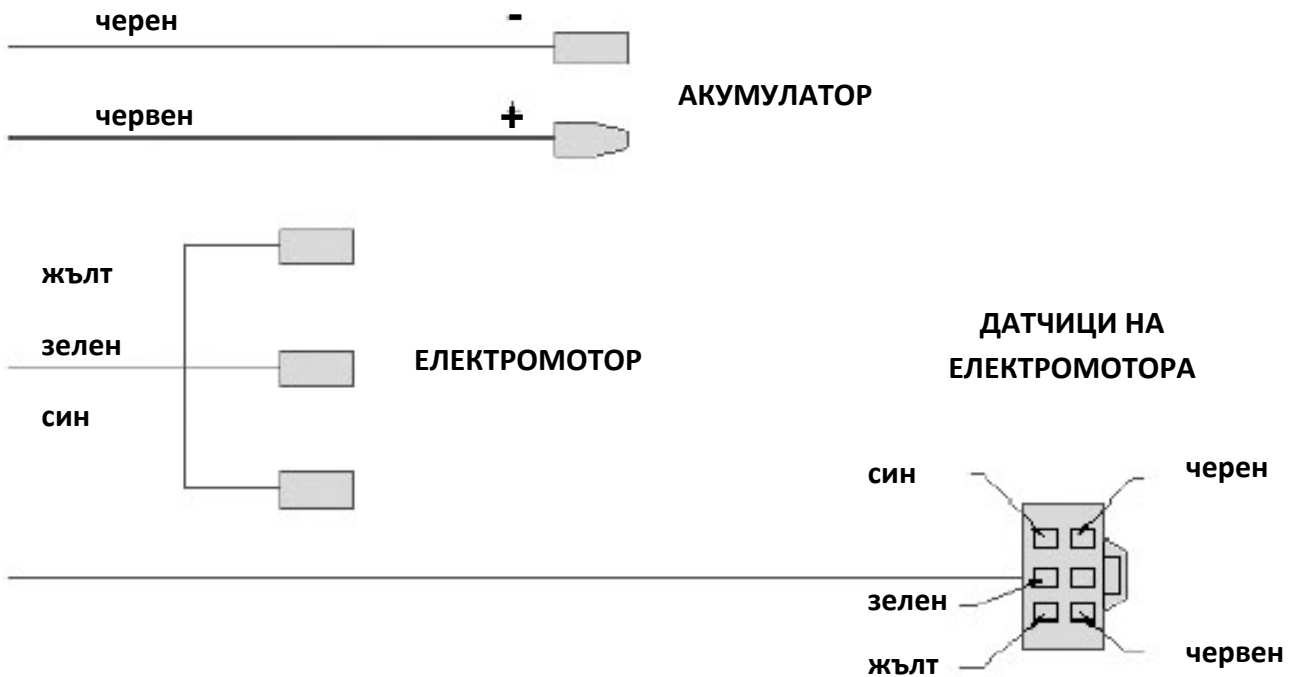 черен -
червен +
АКУМУЛАТОР
жълт
зелен
син
ЕЛЕКТРОМОТОР
ДАТЧИЦИ НА
ЕЛЕКТРОМОТОРА
син
черен
зелен
жълт
червен